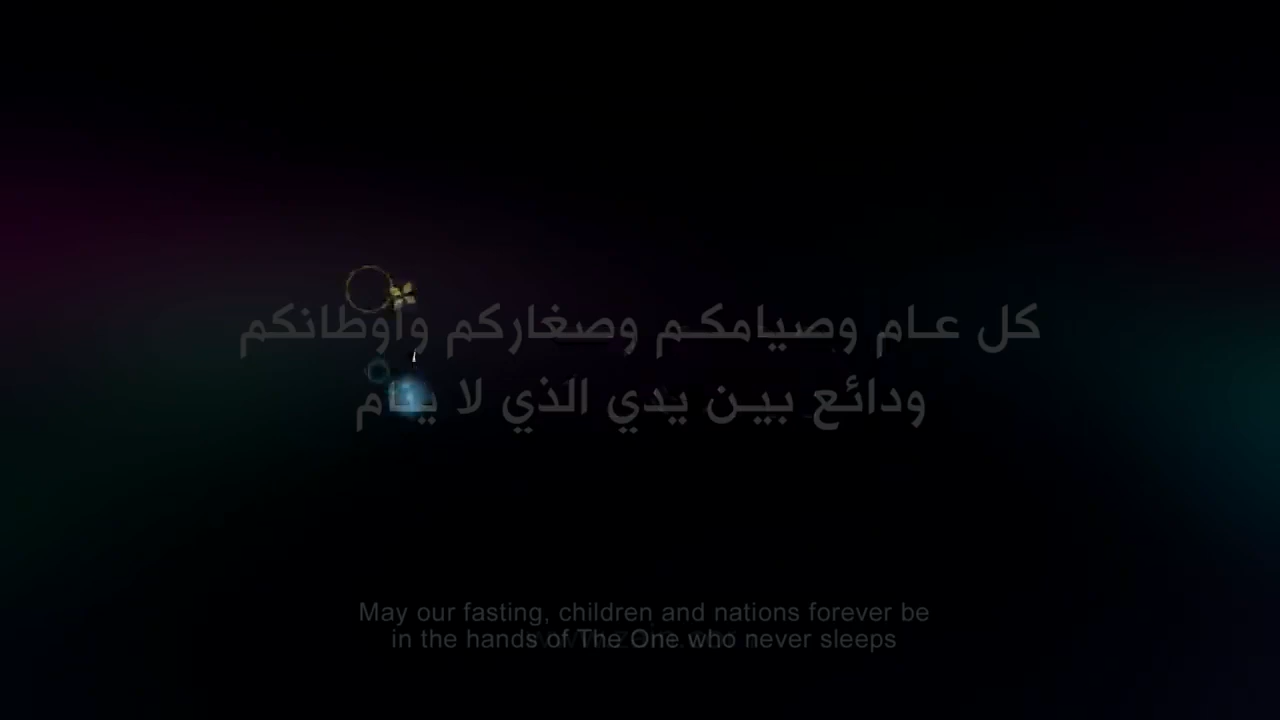 كل عام وصيامكم وصغاركم وأوطانكم
ودائع بين يدي الذي لا ينام
May our fasting, children and nations forever be
in the hands of The One who never sleeps